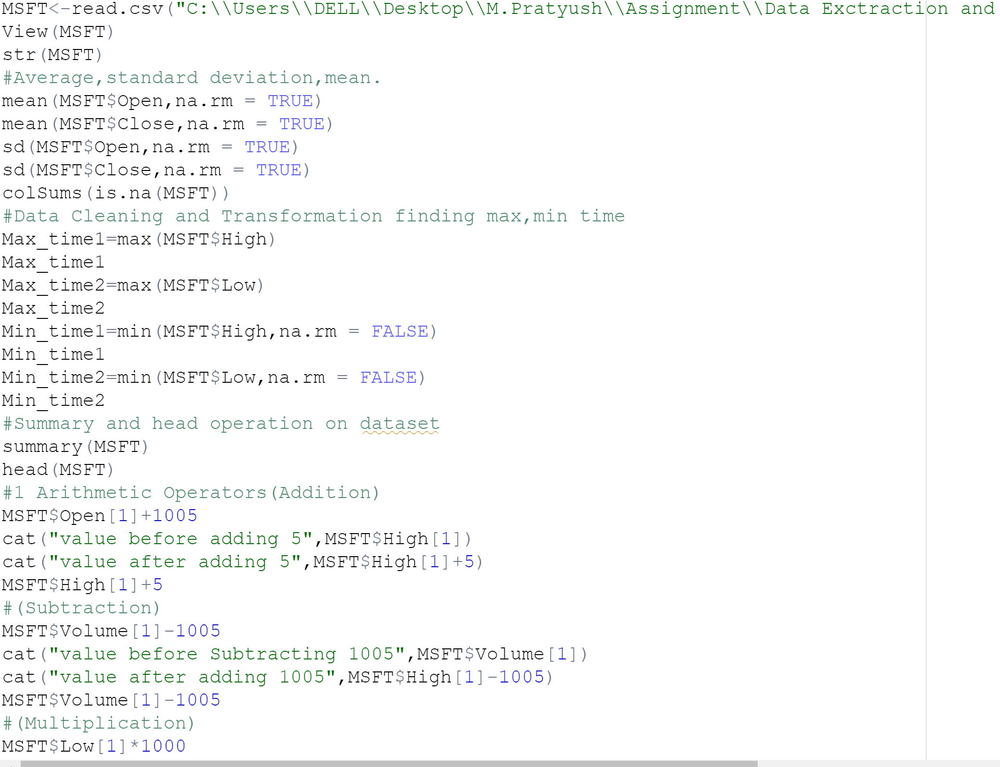 MSFT<-read.csv("C:\\Users\\DELL\\Desktop\\M.Pratyush\\Assignment\\Data Exctraction and
View(MSFT)
str(MSFT)
#Average,standard deviation,mean.
mean(MSFT$Open,na.rm = TRUE)
mean(MSFT$Close,na.rm = TRUE)
sd(MSFT$Open,na.rm = TRUE)
sd(MSFT$Close,na.rm = TRUE)
colSums(is.na(MSFT))
#Data Cleaning and Transformation finding max,min time
Max_time1=max(MSFT$High)
Max_time1
Max_time2=max(MSFT$Low)
Max_time2
Min_time1=min(MSFT$High,na.rm = FALSE)
Min_time1
Min_time2=min(MSFT$Low,na.rm = FALSE)
Min_time2
#Summary and head operation on dataset
summary(MSFT)
head(MSFT)
#1 Arithmetic Operators(Addition)
MSFT$Open[1]+1005
cat("value before adding 5",MSFT$High[1])
cat("value after adding 5",MSFT$High[1]+5)
MSFT$High[1]+5
#(Subtraction)
MSFT$Volume[1]-1005
cat("value before Subtracting 1005",MSFT$Volume[1])
cat("value after adding 1005",MSFT$High[1]-1005)
MSFT$Volume[1]-1005
#(Multiplication)
MSFT$Low[1]*1000